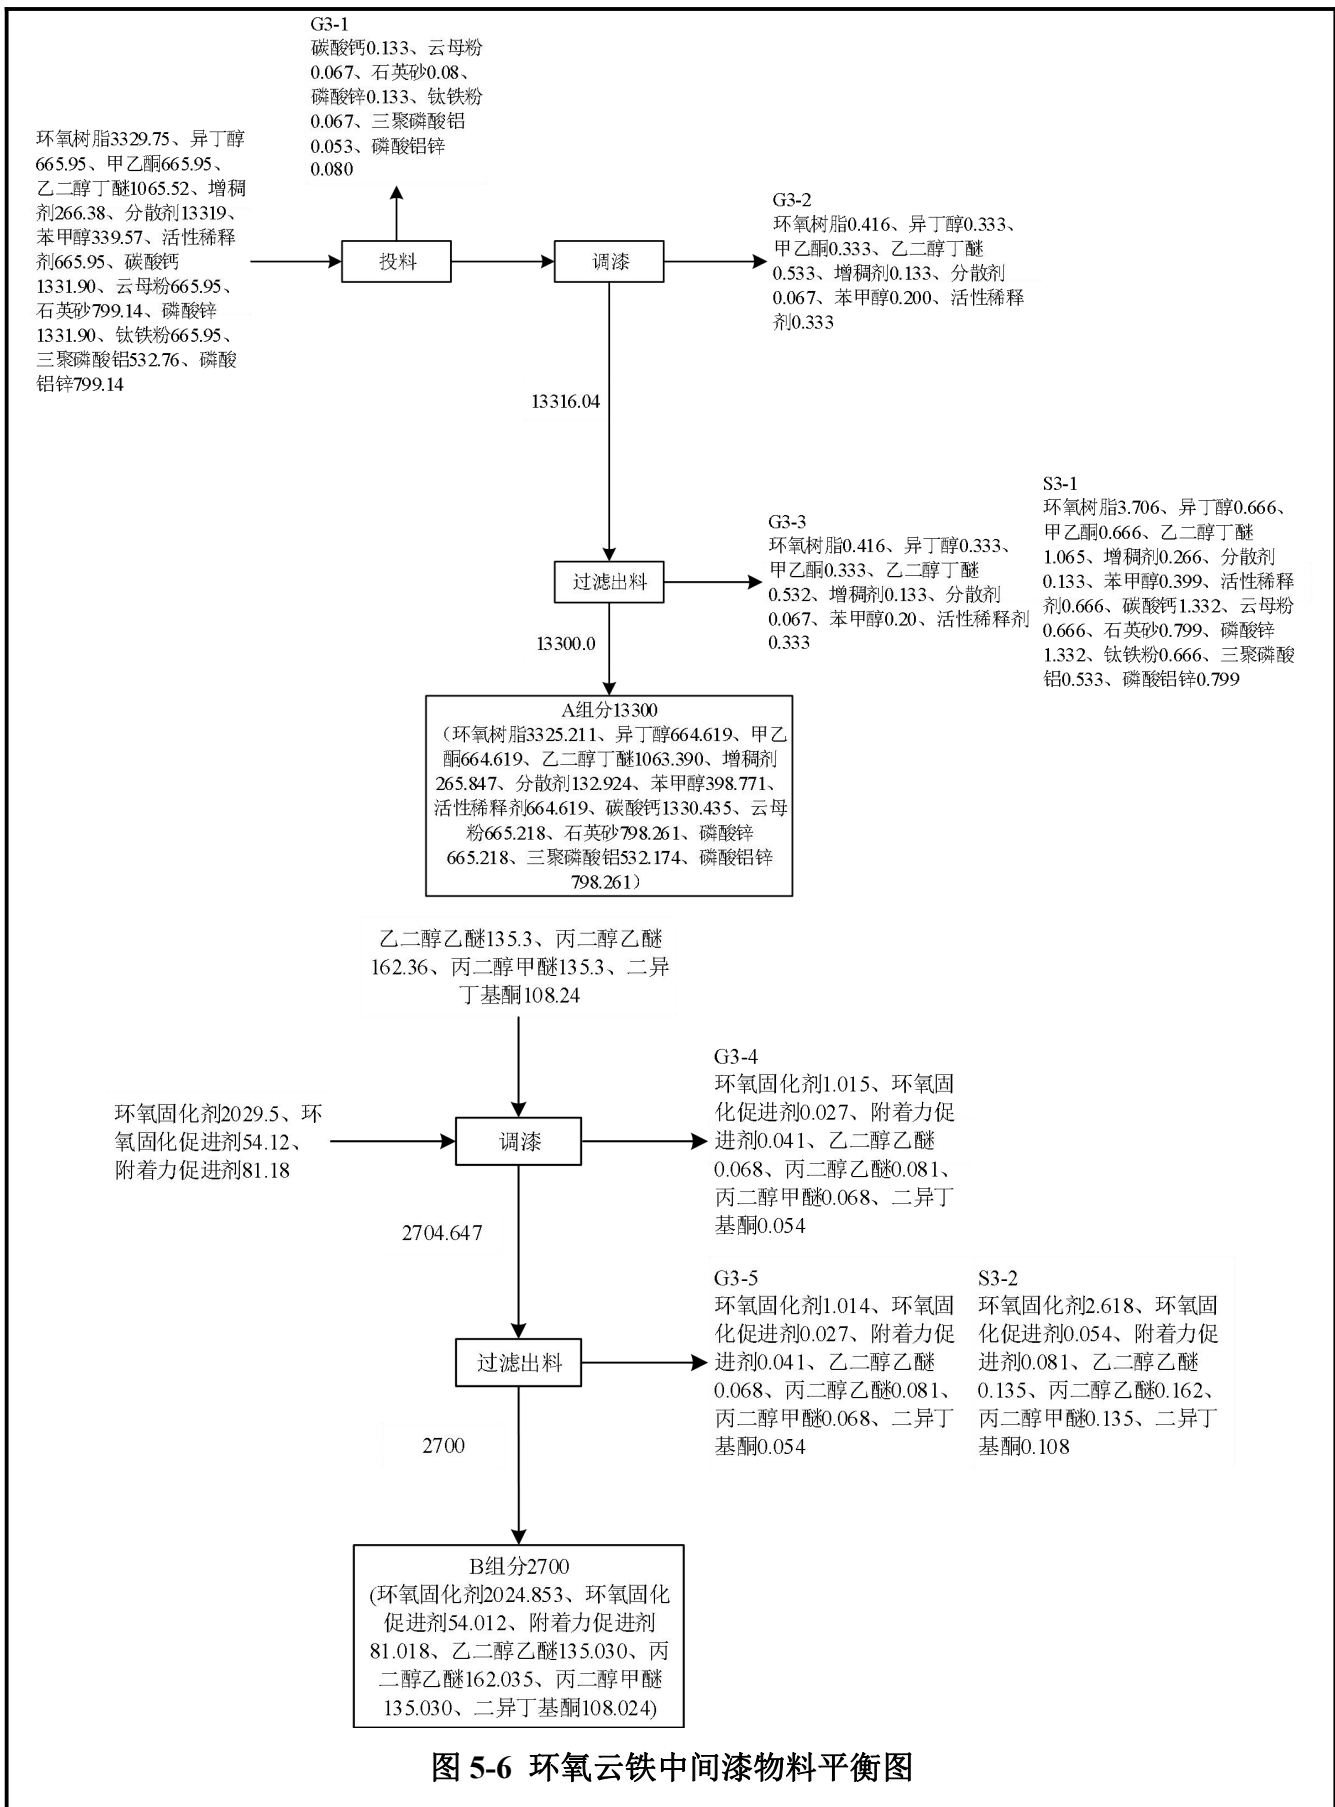 G3-1
碳酸钙0.133、云母粉
0.067、石英砂0.08、
磷酸锌0.133、钛铁粉
0.067、三聚磷酸铝
0.053、磷酸铝锌
0.080
环氧树脂3329.75、异丁醇
665.95、甲乙酮665.95、
乙二醇丁醚1065.52、增稠
剂266.38、分散剂13319、
苯甲醇339.57、活性稀释
剂665.95、碳酸钙
1331.90、云母粉665.95、
石英砂799.14、磷酸锌
1331.90、钛铁粉665.95、
三聚磷酸铝532.76、磷酸
铝锌799.14
投料
调漆
G3-2
环氧树脂0.416、异丁醇0.333、
甲乙酮0.333、乙二醇丁醚
0.533、增稠剂0.133、分散剂
0.067、苯甲醇0.200、活性稀释
剂0.333
13316.04
过滤出料
G3-3
环氧树脂0.416、异丁醇0.333、
甲乙酮0.333、乙二醇丁醚
0.532、增稠剂0.133、分散剂
0.067、苯甲醇0.20、活性稀释剂
0.333
S3-1
环氧树脂3.706、异丁醇0.666、
甲乙酮0.666、乙二醇丁醚
1.065、增稠剂0.266、分散剂
0.133、苯甲醇0.399、活性稀释
剂0.666、碳酸钙1.332、云母粉
0.666、石英砂0.799、磷酸锌
1.332、钛铁粉0.666、三聚磷酸
铝0.533、磷酸铝锌0.799
13300.0
A组分13300
（环氧树脂3325.211、异丁醇664.619、甲乙
酮664.619、乙二醇丁醚1063.390、增稠剂
265.847、分散剂132.924、苯甲醇398.771、
活性稀释剂664.619、碳酸钙1330.435、云母
粉665.218、石英砂798.261、磷酸锌
665.218、三聚磷酸铝532.174、磷酸铝锌
798.261）
乙二醇乙醚135.3、丙二醇乙醚
162.36、丙二醇甲醚135.3、二异
丁基酮108.24
环氧固化剂2029.5、环
氧固化促进剂54.12、
附着力促进剂81.18
调漆
G3-4
环氧固化剂1.015、环氧固
化促进剂0.027、附着力促
进剂0.041、乙二醇乙醚
0.068、丙二醇乙醚0.081、
丙二醇甲醚0.068、二异丁
基酮0.054
2704.647
过滤出料
G3-5
环氧固化剂1.014、环氧固
化促进剂0.027、附着力促
进剂0.041、乙二醇乙醚
0.068、丙二醇乙醚0.081、
丙二醇甲醚0.068、二异丁
基酮0.054
S3-2
环氧固化剂2.618、环氧固
化促进剂0.054、附着力促
进剂0.081、乙二醇乙醚
0.135、丙二醇乙醚0.162、
丙二醇甲醚0.135、二异丁
基酮0.108
2700
B组分2700
(环氧固化剂2024.853、环氧固化
促进剂54.012、附着力促进剂
81.018、乙二醇乙醚135.030、丙
二醇乙醚162.035、丙二醇甲醚
135.030、二异丁基酮108.024)
图 5-6 环氧云铁中间漆物料平衡图